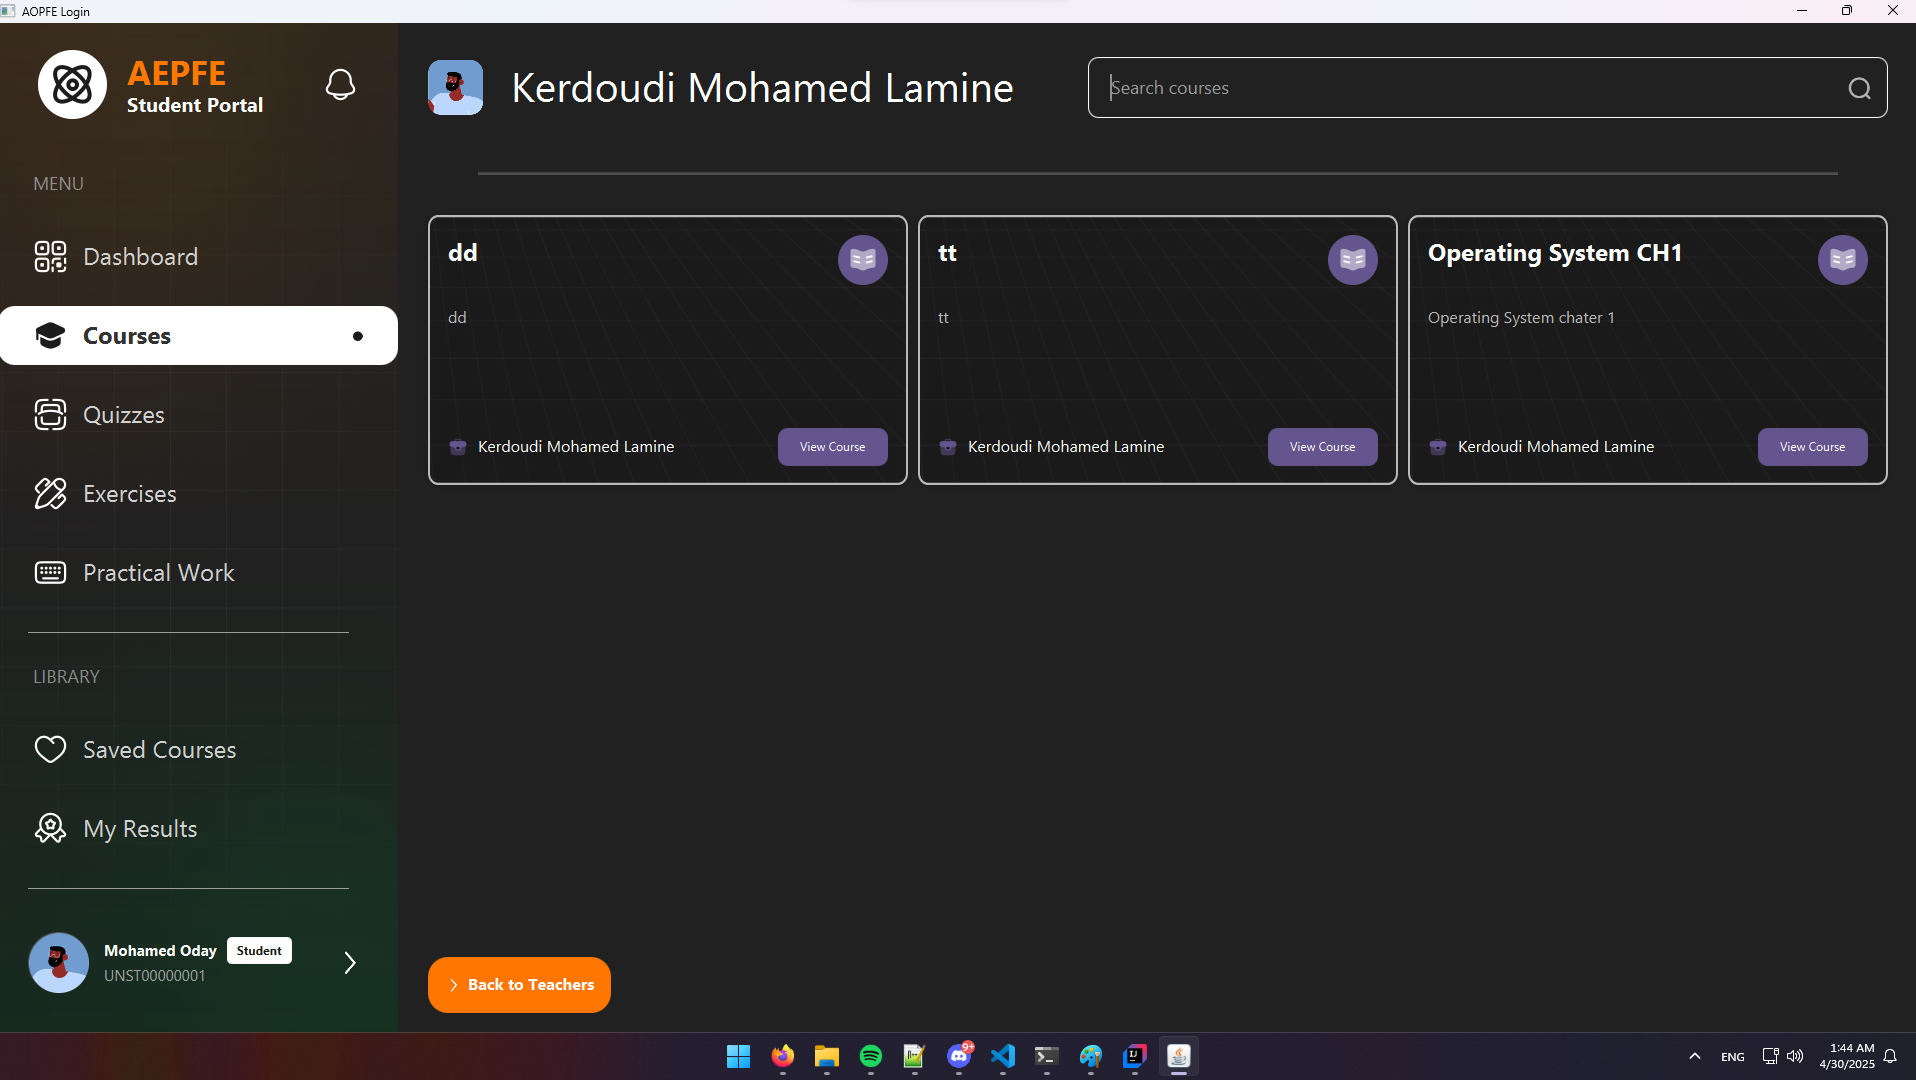 AOPFE Login
AEPFE
Student Portal
MENU
Dashboard
Courses
Quizzes
Exercises
Practical Work
LIBRARY
Saved Courses
My Results
Mohamed Oday
Student
UNST00000001
Kerdoudi Mohamed Lamine
Search courses
dd
dd
Kerdoudi Mohamed Lamine
View Course
tt
tt
Kerdoudi Mohamed Lamine
View Course
Operating System CH1
Operating System chater 1
Kerdoudi Mohamed Lamine
View Course
Back to Teachers
9+
IJ
ENG
1:44 AM
4/30/2025